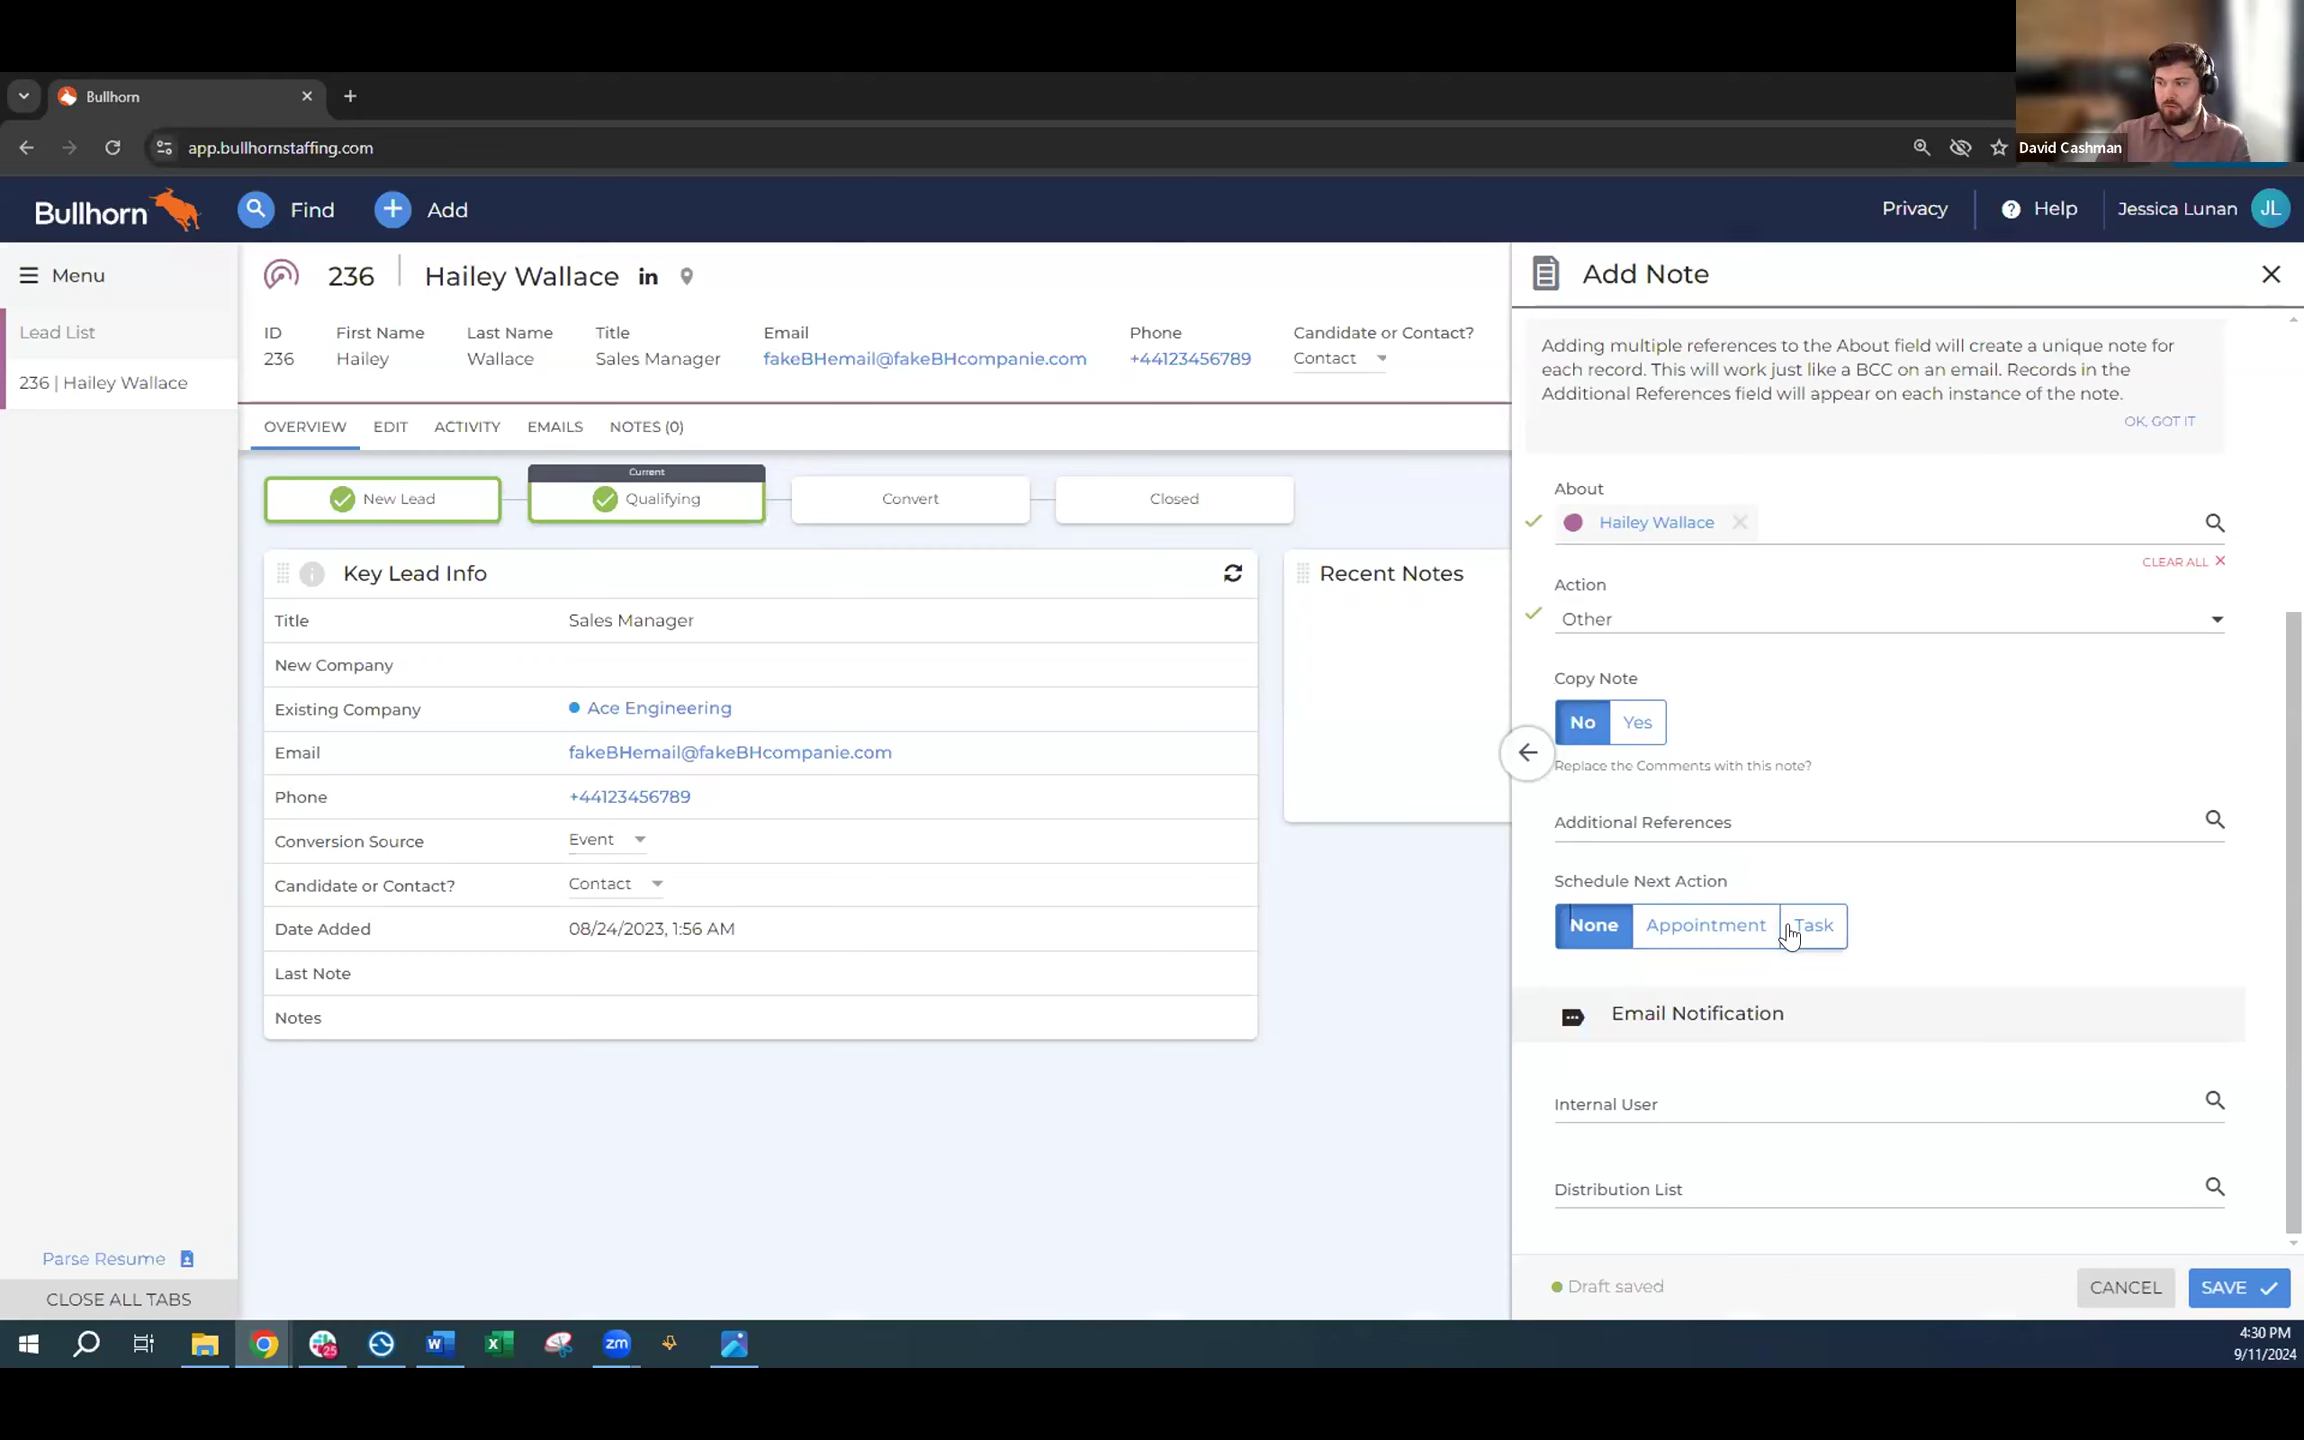 David Cashman
Bullhorn
app.bullhornstaffing.com
Bullhorn
Find
Add
Privacy
Help
Jessica Lunan
JL
Menu
Lead List
236 | Hailey Wallace
236 Hailey Wallace in
ID First Name Last Name Title Email Phone Candidate or Contact?
236 Hailey Wallace Sales Manager fakeBHemail@fakeBHcompanie.com +44123456789 Contact
OVERVIEW EDIT ACTIVITY EMAILS NOTES (0)
Current
New Lead Qualifying Convert Closed
Key Lead Info
Title Sales Manager
New Company
Existing Company Ace Engineering
Email fakeBHemail@fakeBHcompanie.com
Phone +44123456789
Conversion Source Event
Candidate or Contact? Contact
Date Added 08/24/2023, 1:56 AM
Last Note
Notes
Recent Notes
Add Note
Adding multiple references to the About field will create a unique note for
each record. This will work just like a BCC on an email. Records in the
Additional References field will appear on each instance of the note.
OK, GOT IT
About
Hailey Wallace
CLEAR ALL
Action
Other
Copy Note
No Yes
Replace the Comments with this note?
Additional References
Schedule Next Action
None Appointment Task
Email Notification
Internal User
Distribution List
Draft saved
CANCEL
SAVE
Parse Resume
CLOSE ALL TABS
25
W
X
zm
4:30 PM
9/11/2024